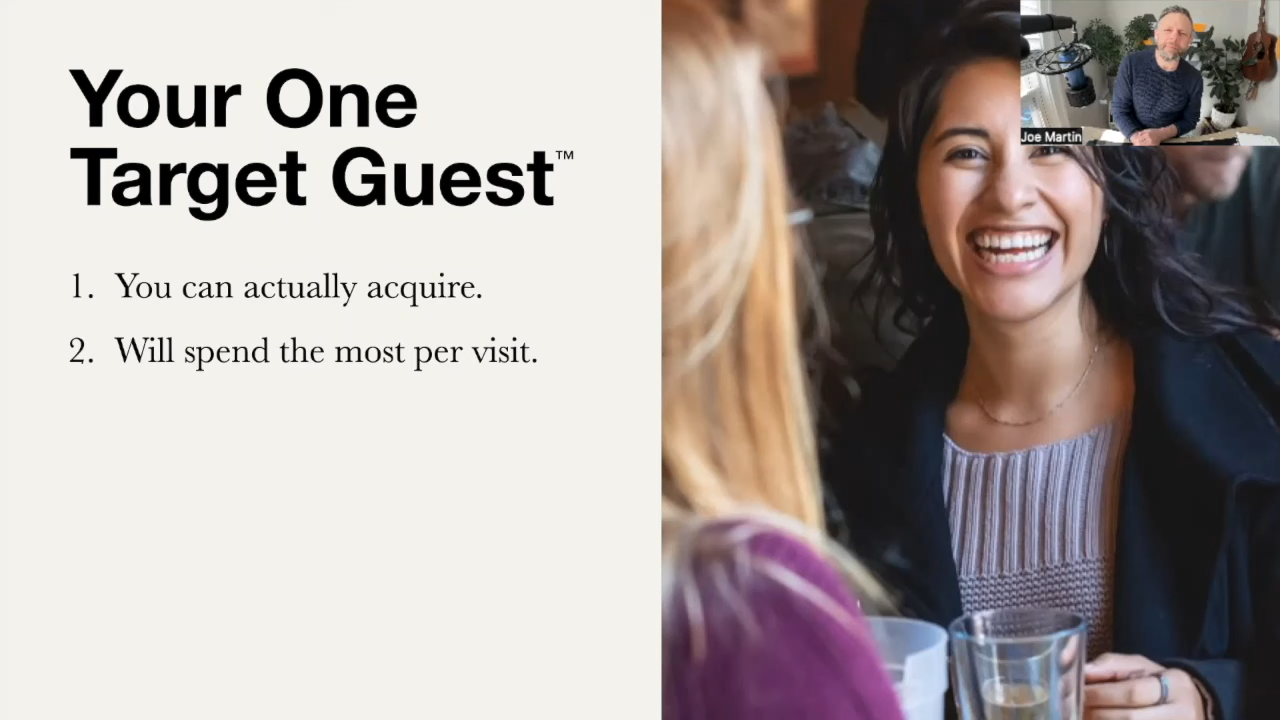 Your One
Target Guest™
1. You can actually acquire.
2. Will spend the most per visit.
Joe Martin